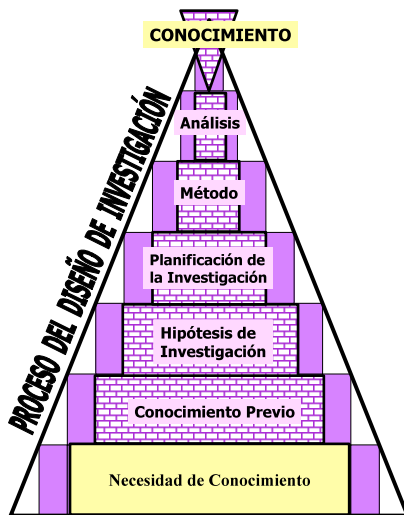 CONOCIMIENTO
Análisis
Método
Planificación de
la Investigación
Hipótesis de
Investigación
Conocimiento Previo
Necesidad de Conocimiento
PROCESO DEL DISEÑO DE INVESTIGACIÓN